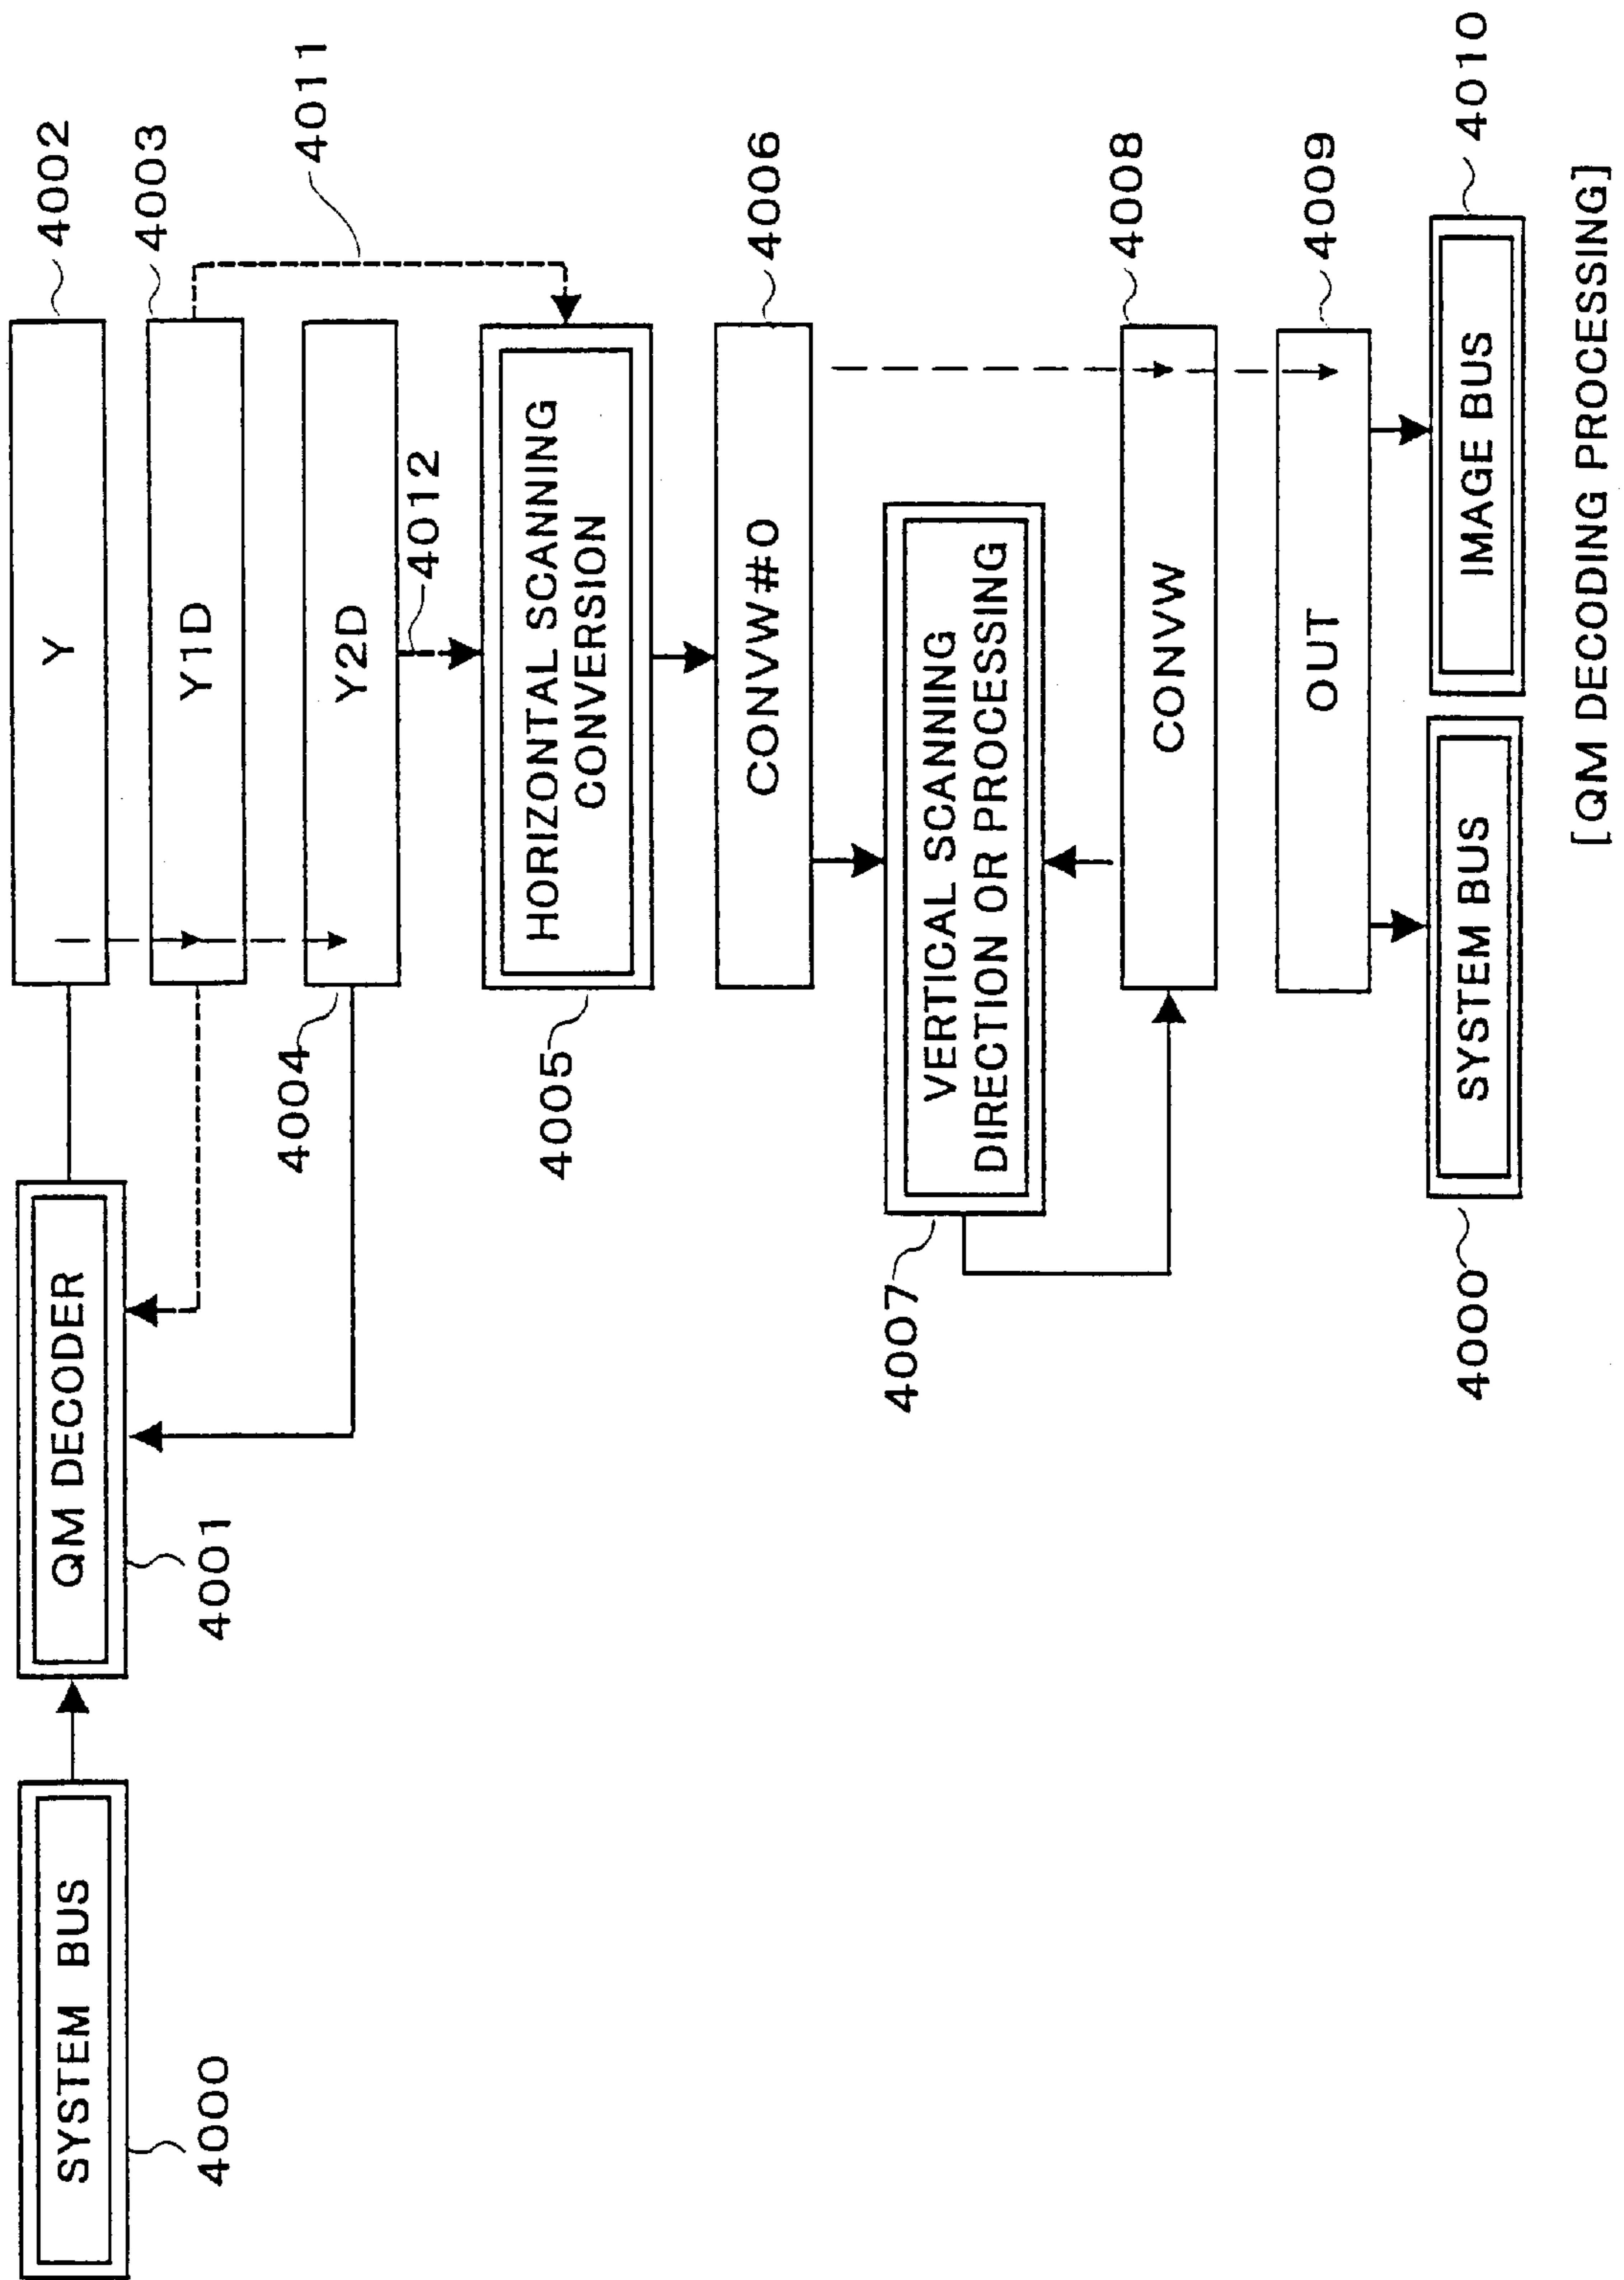 SYSTEM BUS
4000
QM DECODER
4001
Y
4002
Y1D
4003
4011
Y2D
4004
4012
HORIZONTAL SCANNING
CONVERSION
4005
CONVW#0
4006
VERTICAL SCANNING
DIRECTION OR PROCESSING
4007
CONVW
4008
OUT
4009
SYSTEM BUS
4000
IMAGE BUS
4010
[QM DECODING PROCESSING]